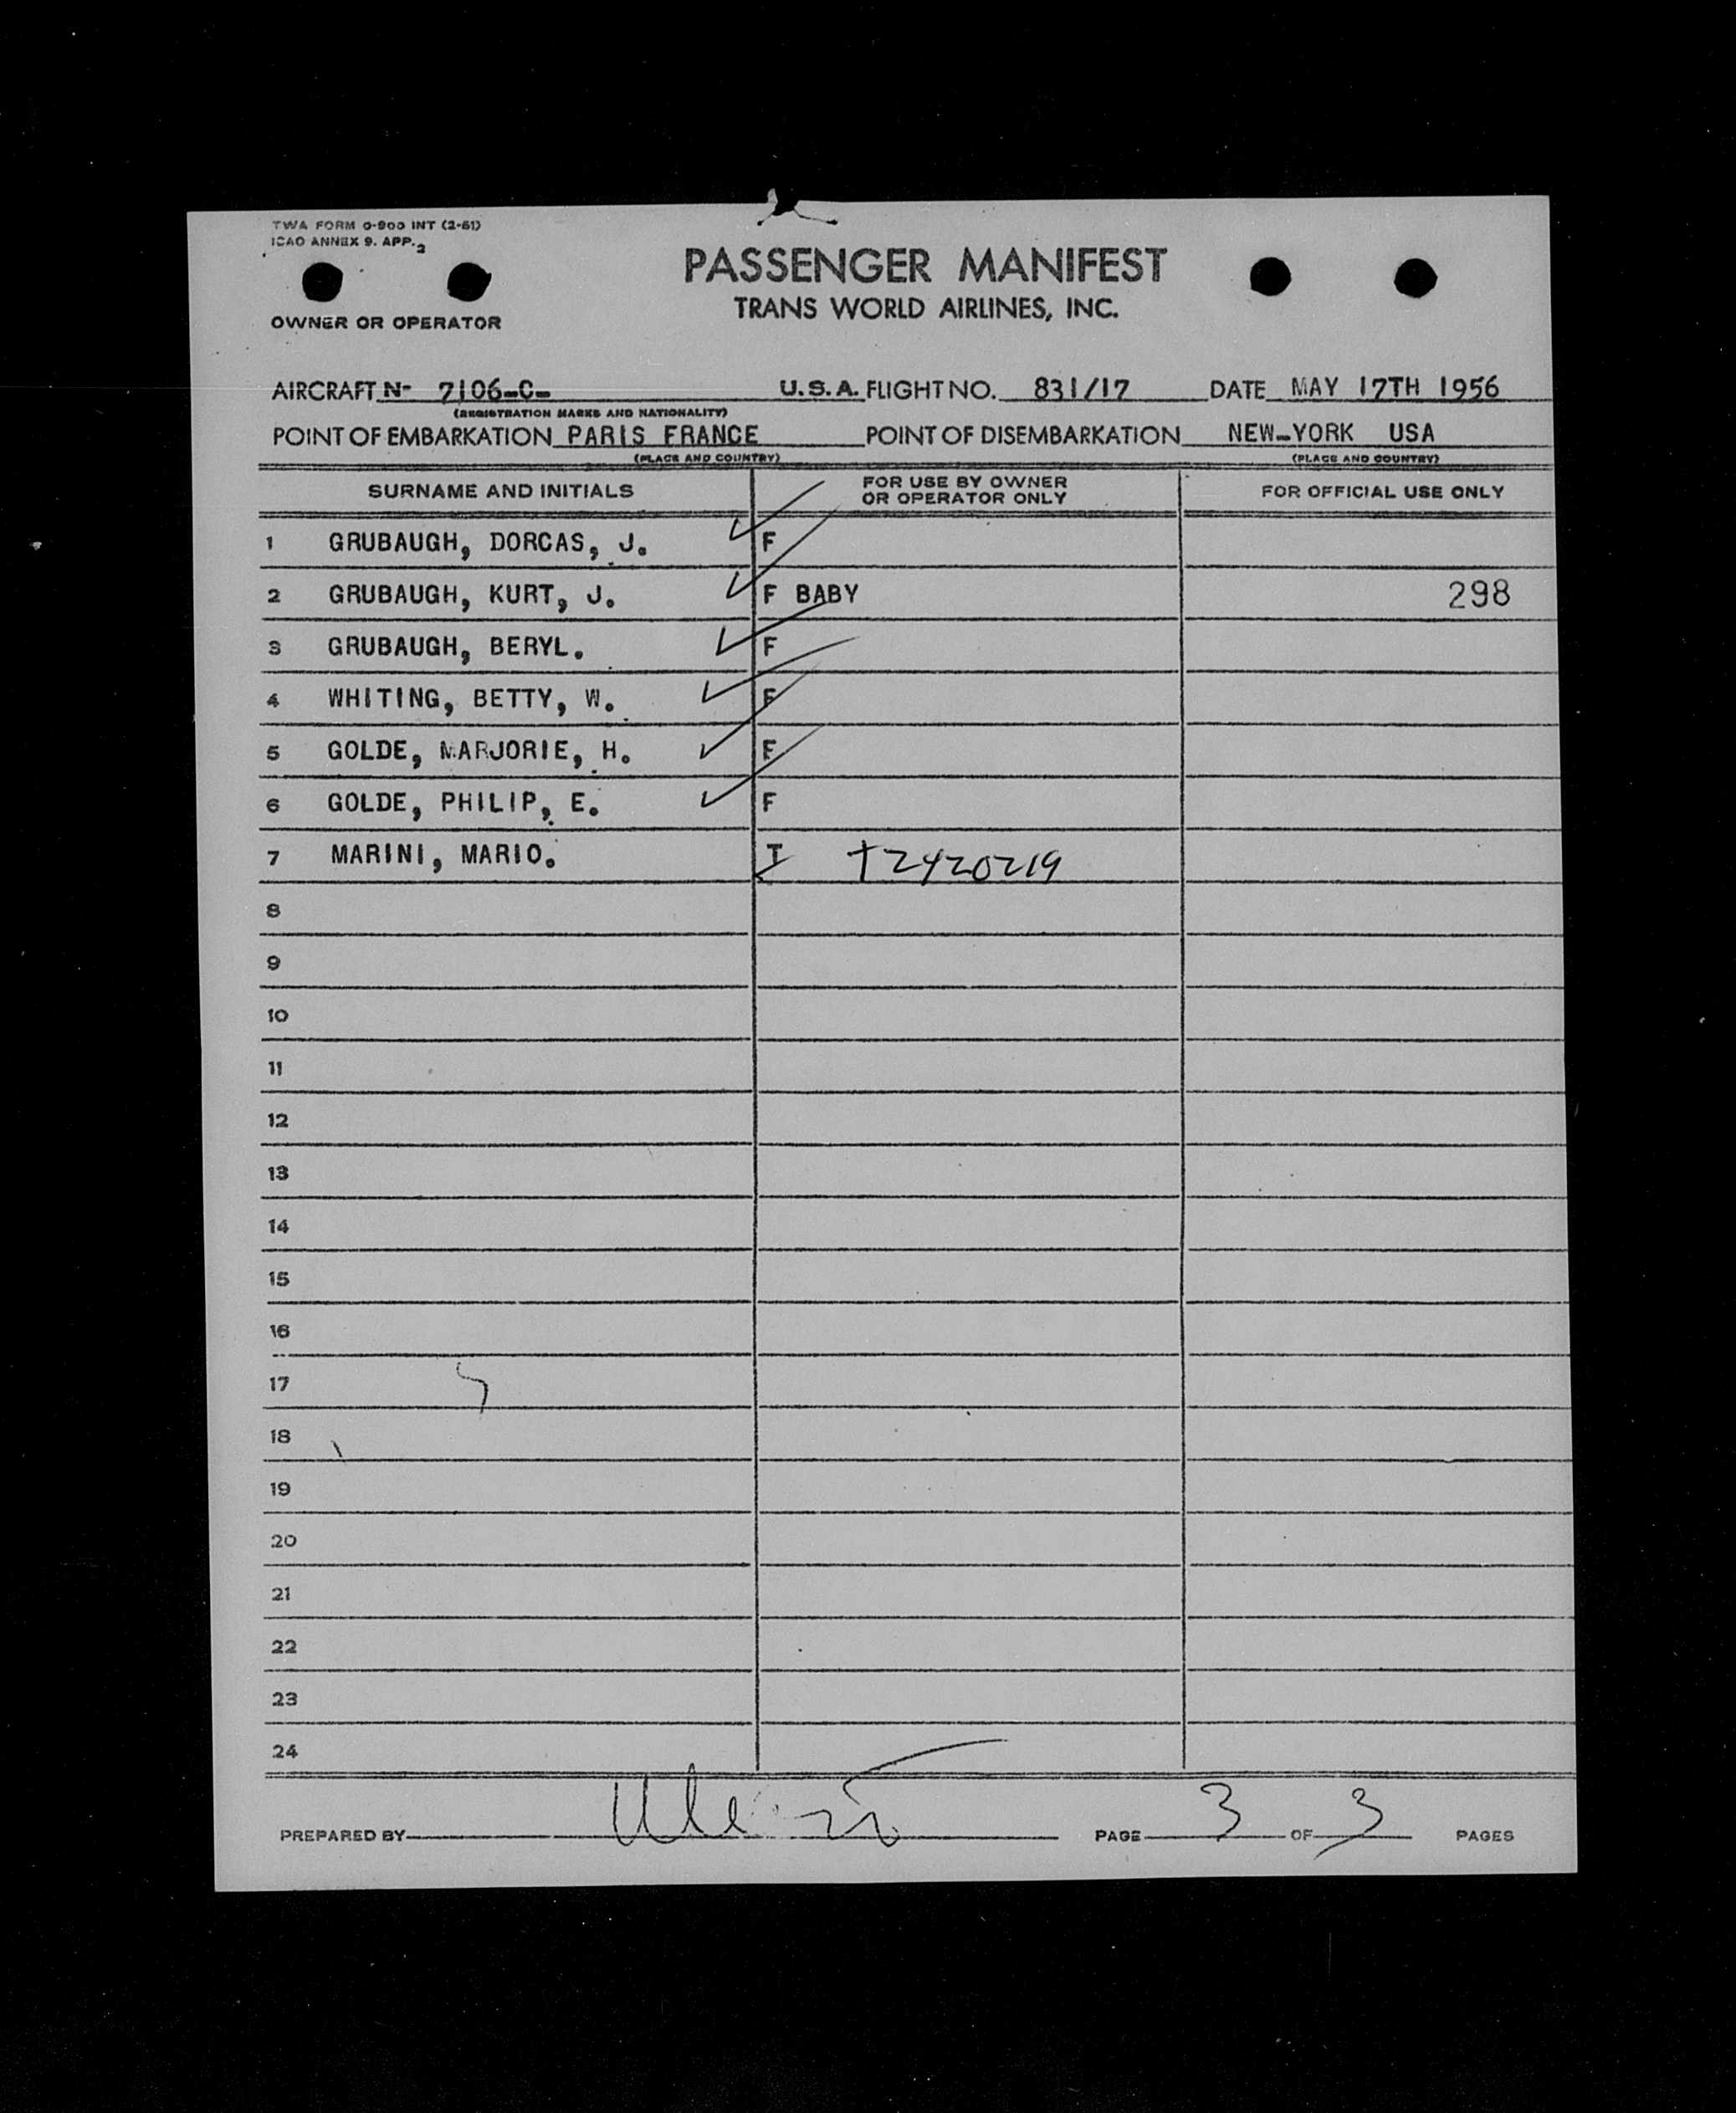 TWA FORM 0-900 INT (2-51)
ICAO ANNEX 9. APP. 2
PASSENGER MANIFEST
TRANS WORLD AIRLINES, INC.
OWNER OR OPERATOR
AIRCRAFT N- 7106-C- U.S.A. FLIGHT NO. 831/17 DATE MAY 17TH 1956
(REGISTRATION MARKS AND NATIONALITY)
POINT OF EMBARKATION PARIS FRANCE POINT OF DISEMBARKATION NEW-YORK USA
(PLACE AND COUNTRY) (PLACE AND COUNTRY)
SURNAME AND INITIALS FOR USE BY OWNER OR OPERATOR ONLY FOR OFFICIAL USE ONLY
1 GRUBAUGH, DORCAS, J. F
2 GRUBAUGH, KURT, J. F BABY 298
3 GRUBAUGH, BERYL. F
4 WHITING, BETTY, W. F
5 GOLDE, MARJORIE, H. F
6 GOLDE, PHILIP, E. F
7 MARINI, MARIO. I T2420219
8
9
10
11
12
13
14
15
16
17
18
19
20
21
22
23
24
PREPARED BY PAGE 3 OF 3 PAGES